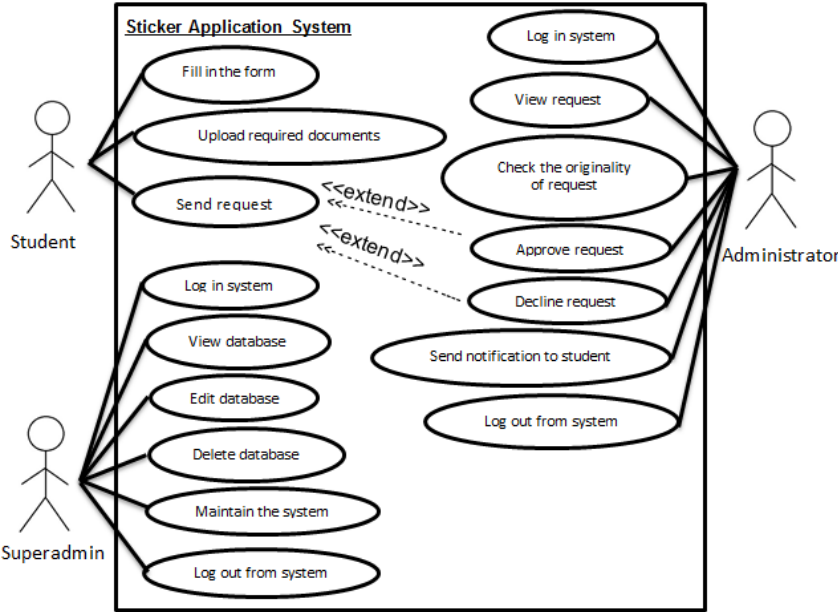 Sticker Application System
Fill in the form
Upload required documents
Send request
Student
<<extend>>
<<extend>>
Log in system
View request
Check the originality
of request
Approve request
Decline request
Send notification to student
Log out from system
Administrator
Log in system
View database
Edit database
Delete database
Maintain the system
Log out from system
Superadmin